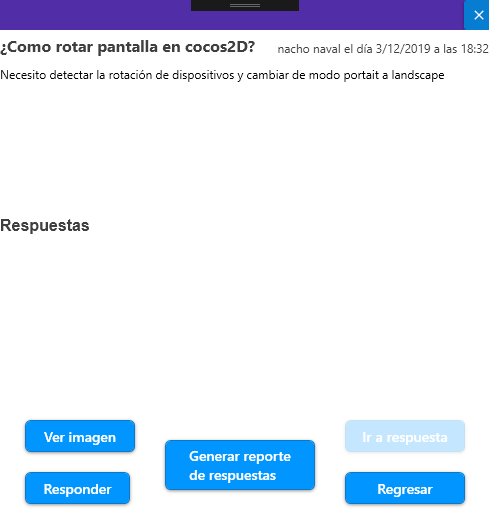 ¿Como rotar pantalla en cocos2D? nacho naval el día 3/12/2019 a las 18:32
Necesito detectar la rotación de dispositivos y cambiar de modo portait a landscape
Respuestas
Ver imagen
Ir a respuesta
Generar reporte
de respuestas
Responder
Regresar